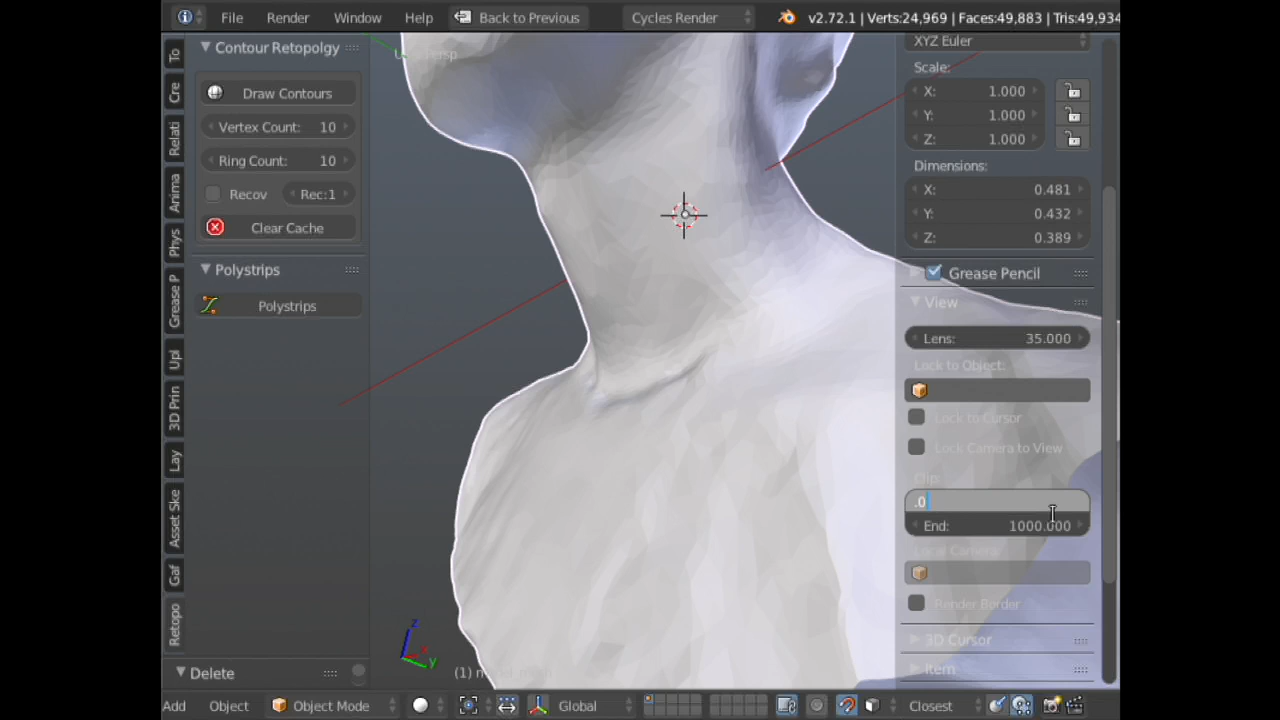 File Render Window Help Back to Previous Cycles Render v2.72.1 | Verts:24,969 | Faces:49,883 | Tris:49,934
To
Cre
Relati
Anima
Phys
Grease P
Upl
3D Prin
Lay
Asset Ske
Gaf
Retopo
Contour Retopolgy
Draw Contours
Vertex Count: 10
Ring Count: 10
Recov Rec:1
Clear Cache
Polystrips
Polystrips
Delete
z
x
y
XYZ Euler
Scale:
X: 1.000
Y: 1.000
Z: 1.000
Dimensions:
X: 0.481
Y: 0.432
Z: 0.389
Grease Pencil
View
Lens: 35.000
Lock to Object:
Lock to Cursor
Lock Camera to View
Clip:
.0
End: 1000.000
Local Camera:
Render Border
3D Cursor
Item
Add Object Object Mode Global Closest